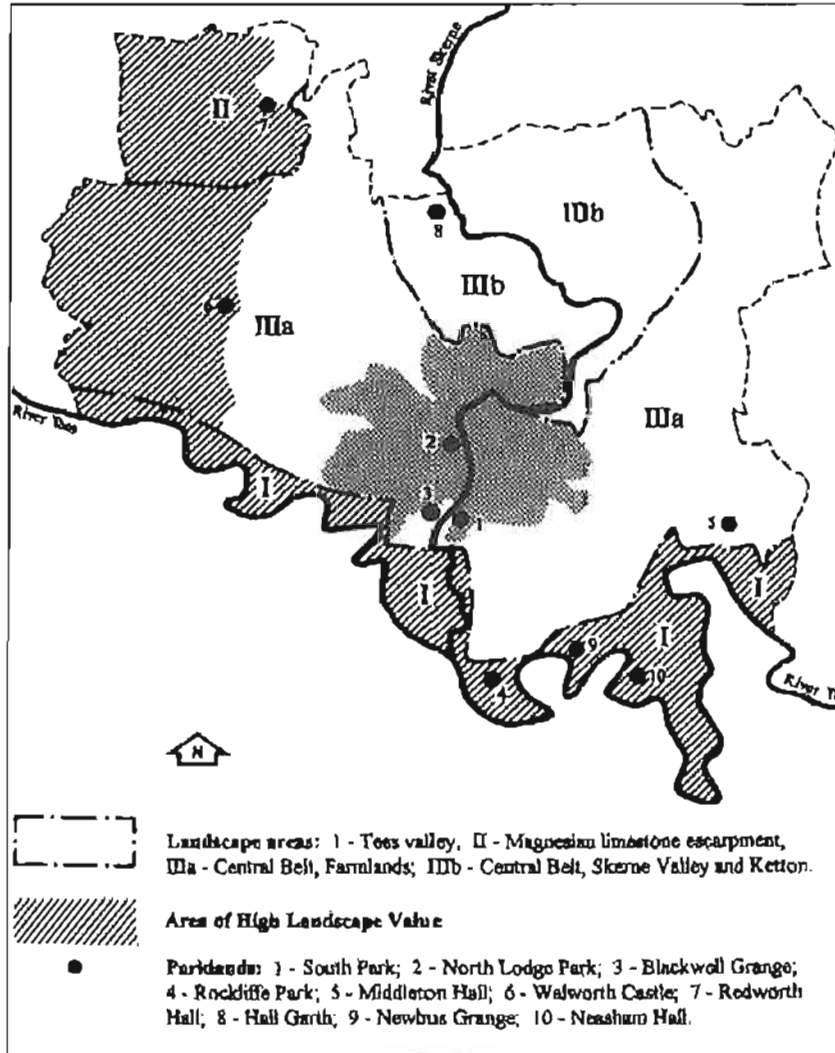 River Skerne
II
7
IIIb
8
IIIb
IIIa
River Tees
IIIa
2
I
3
1
5
I
I
9
I
10
4
River
N
Landscape areas: 1 - Tees valley, II - Magnesian limestone escarpment,
IIIa - Central Belt, Farmlands; IIIb - Central Belt, Skerne Valley and Ketton.
Area of High Landscape Value
Parklands: 1 - South Park; 2 - North Lodge Park; 3 - Blackwell Grange;
4 - Rockliffe Park; 5 - Middleton Hall; 6 - Walworth Castle; 7 - Redworth
Hall; 8 - Hall Garth; 9 - Newbus Grange; 10 - Neasham Hall.